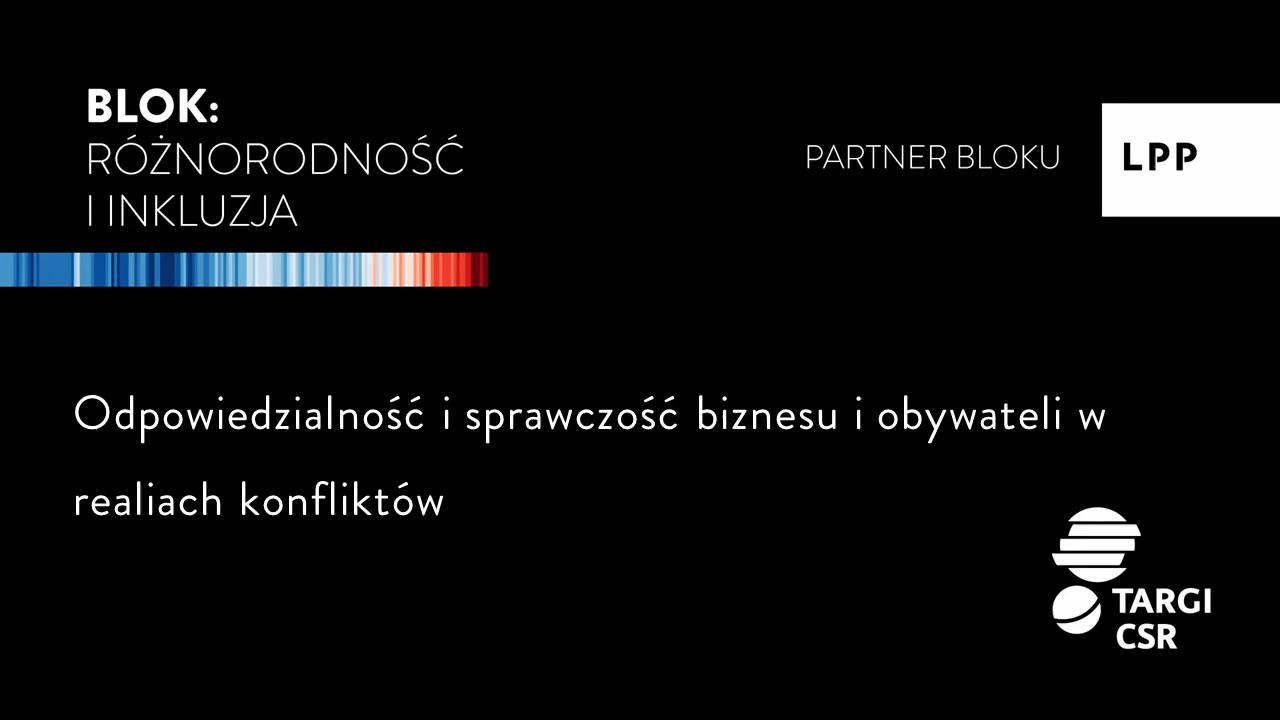 BLOK:
RÓŻNORODNOŚĆ
I INKLUZJA
PARTNER BLOKU
LPP
Odpowiedzialność i sprawczość biznesu i obywateli w
realiach konfliktów
TARGI
CSR